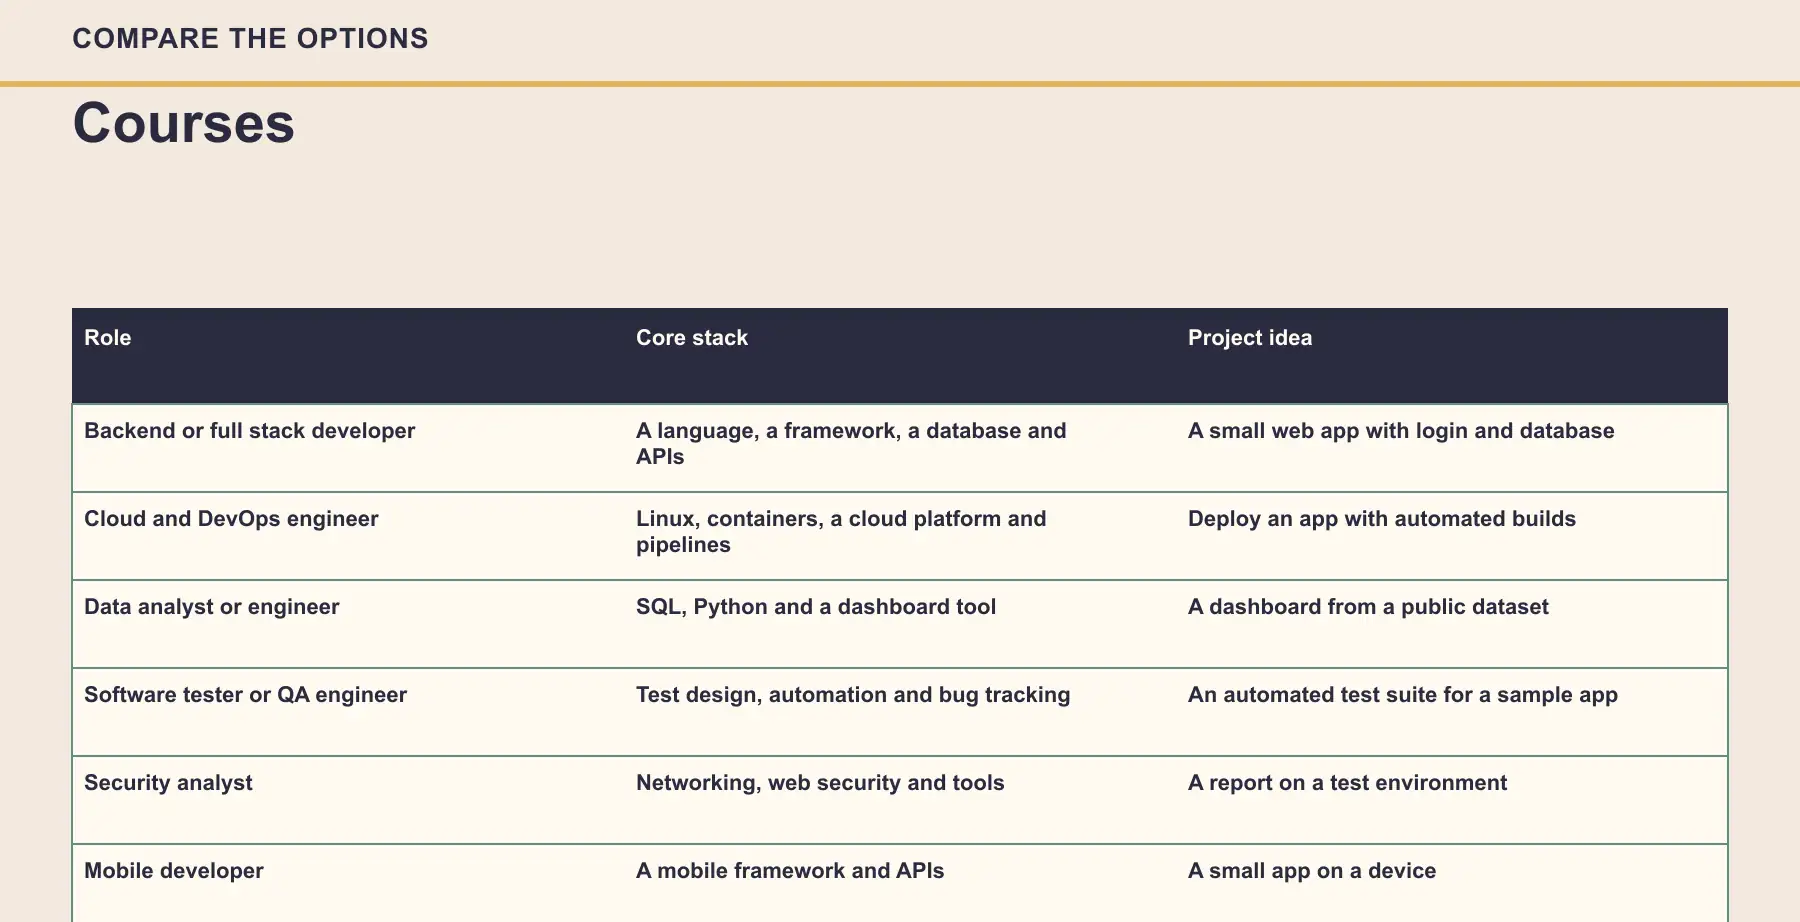 COMPARE THE OPTIONS
Courses
Role Core stack Project idea
Backend or full stack developer A language, a framework, a database and APIs A small web app with login and database
Cloud and DevOps engineer Linux, containers, a cloud platform and pipelines Deploy an app with automated builds
Data analyst or engineer SQL, Python and a dashboard tool A dashboard from a public dataset
Software tester or QA engineer Test design, automation and bug tracking An automated test suite for a sample app
Security analyst Networking, web security and tools A report on a test environment
Mobile developer A mobile framework and APIs A small app on a device